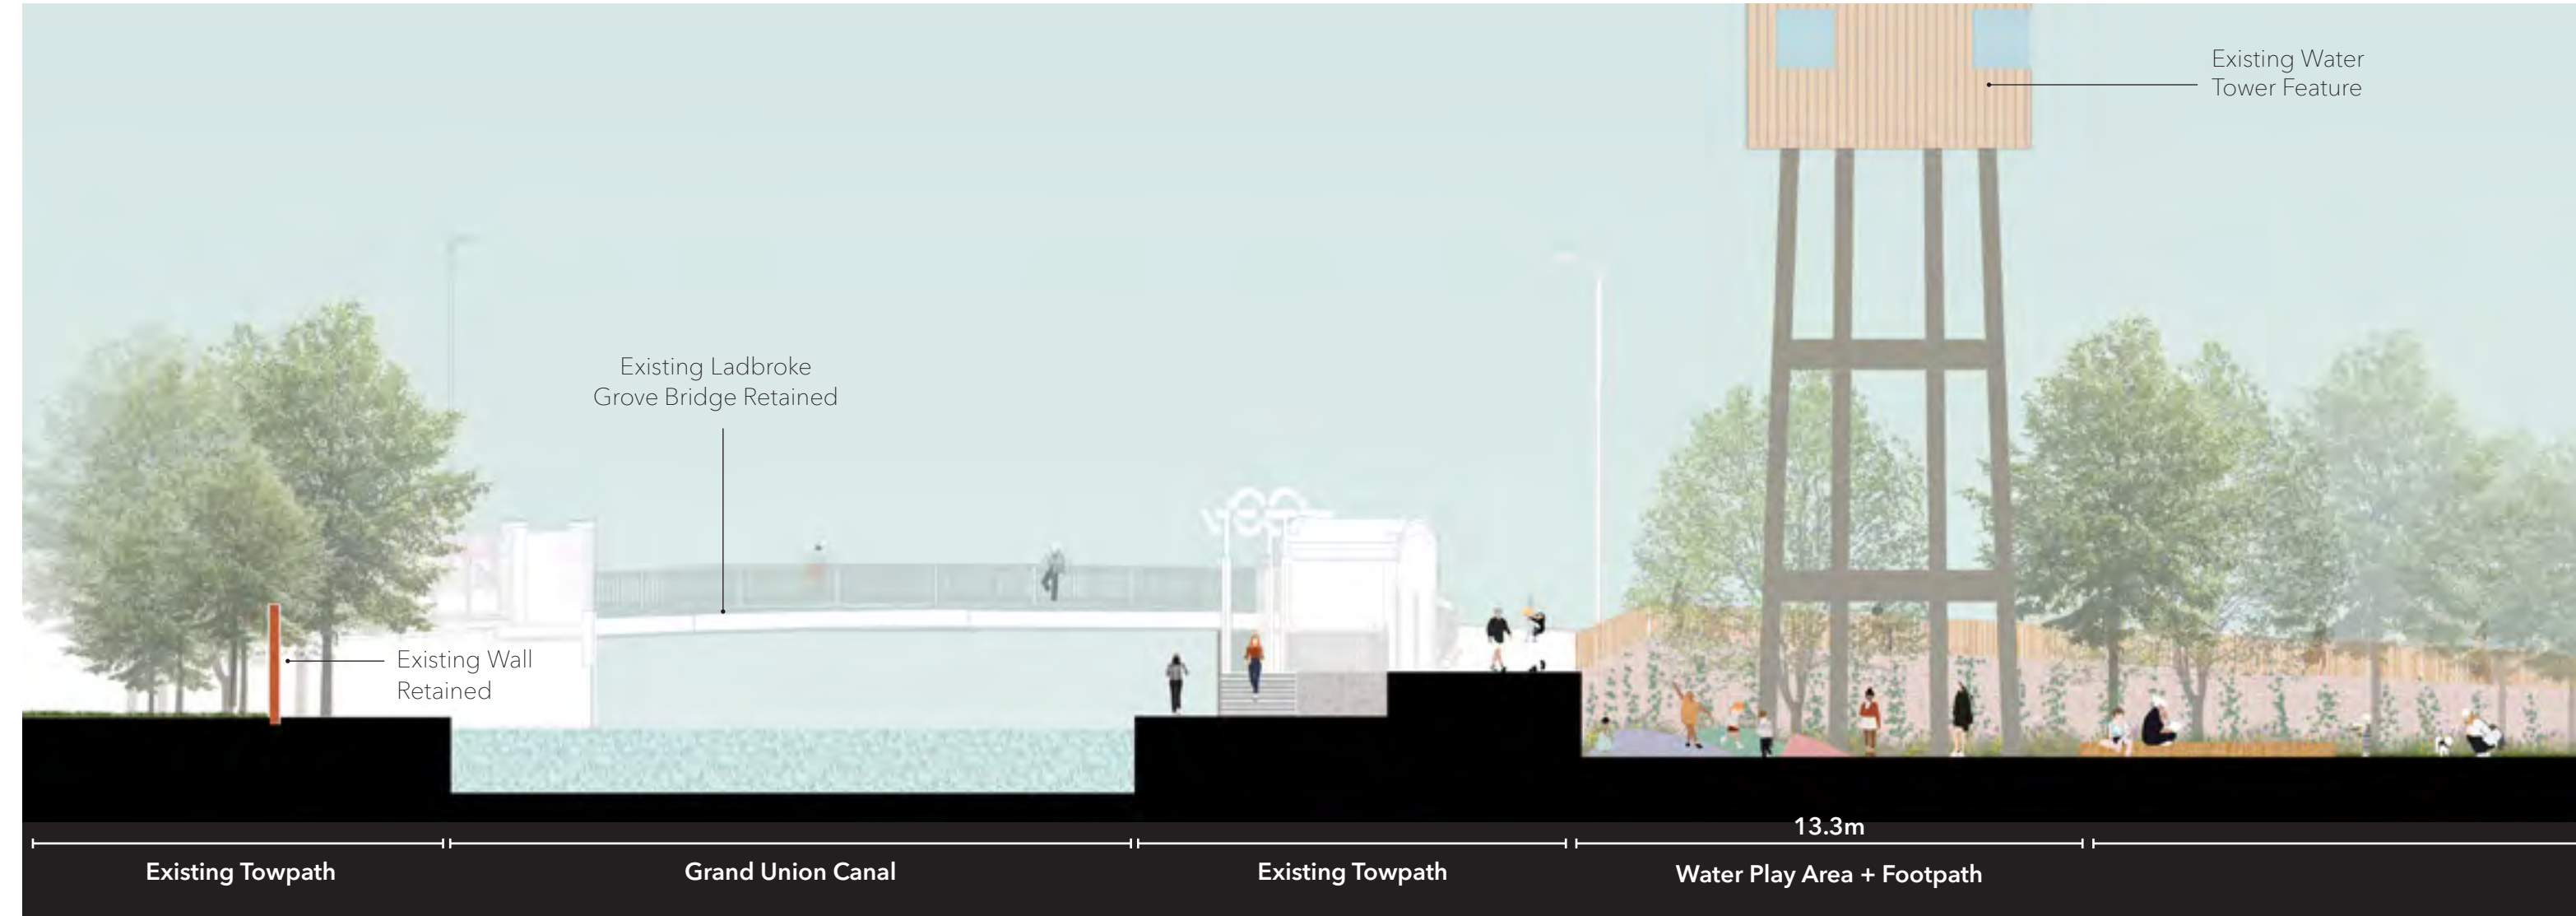 Existing Water
Tower Feature
Existing Ladbroke
Grove Bridge Retained
Existing Wall
Retained
13.3m
Existing Towpath
Grand Union Canal
Existing Towpath
Water Play Area + Footpath